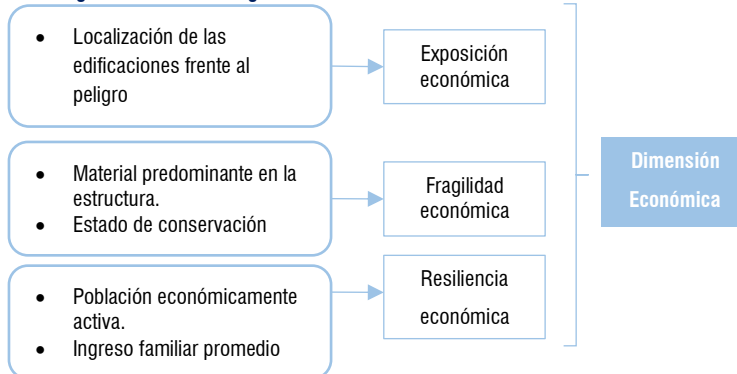 • Localización de las
edificaciones frente al
peligro
Exposición
económica
• Material predominante en la
estructura.
• Estado de conservación
Fragilidad
económica
• Población económicamente
activa.
• Ingreso familiar promedio
Resiliencia
económica
Dimensión
Económica